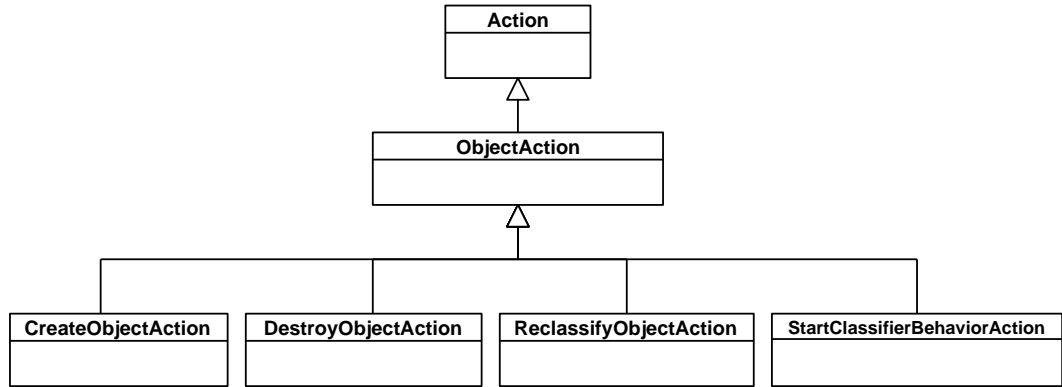 Action
ObjectAction
CreateObjectAction
DestroyObjectAction
ReclassifyObjectAction
StartClassifierBehaviorAction